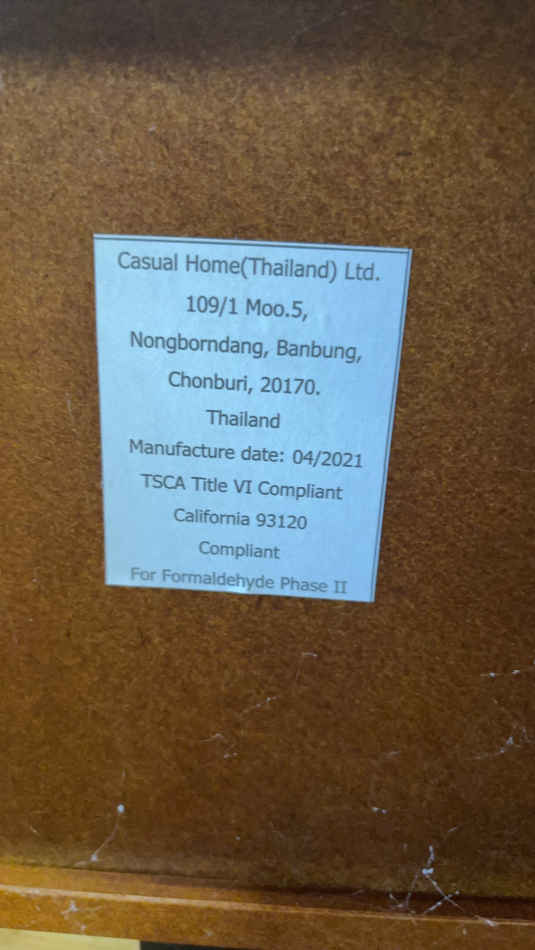 Casual Home(Thailand) Ltd.
109/1 Moo.5,
Nongborndang, Banbung,
Chonburi, 20170.
Thailand
Manufacture date: 04/2021
TSCA Title VI Compliant
California 93120
Compliant
For Formaldehyde Phase II